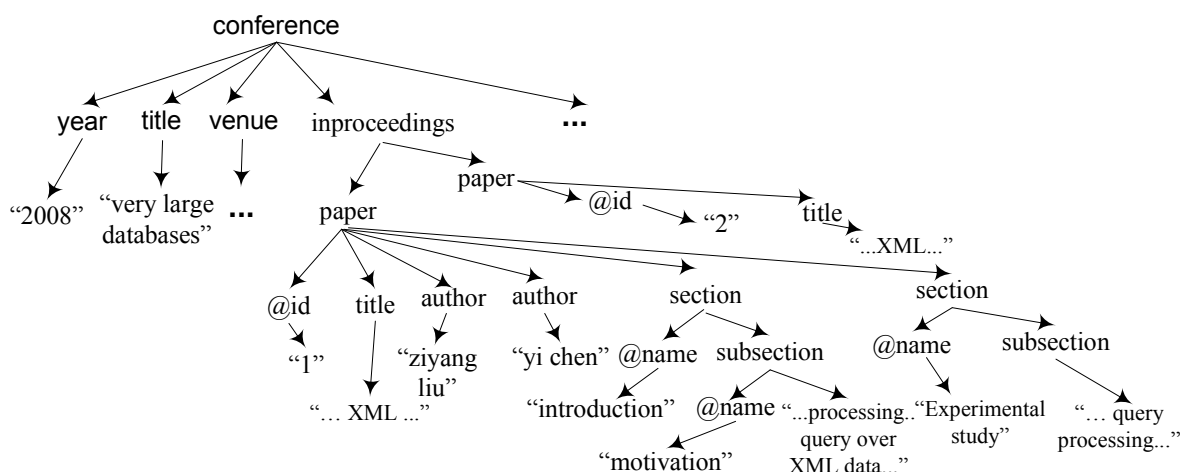 conference
year title venue inproceedings ...
“2008” “very large
databases” ...
paper
@id
“2”
title
“...XML...”
paper
@id title author author section section
“1” “ziyang
liu” “yi chen” @name subsection @name subsection
“… XML ...” “introduction” @name “...processing..
query over
XML data...” “Experimental
study” “… query
processing...”
“motivation”